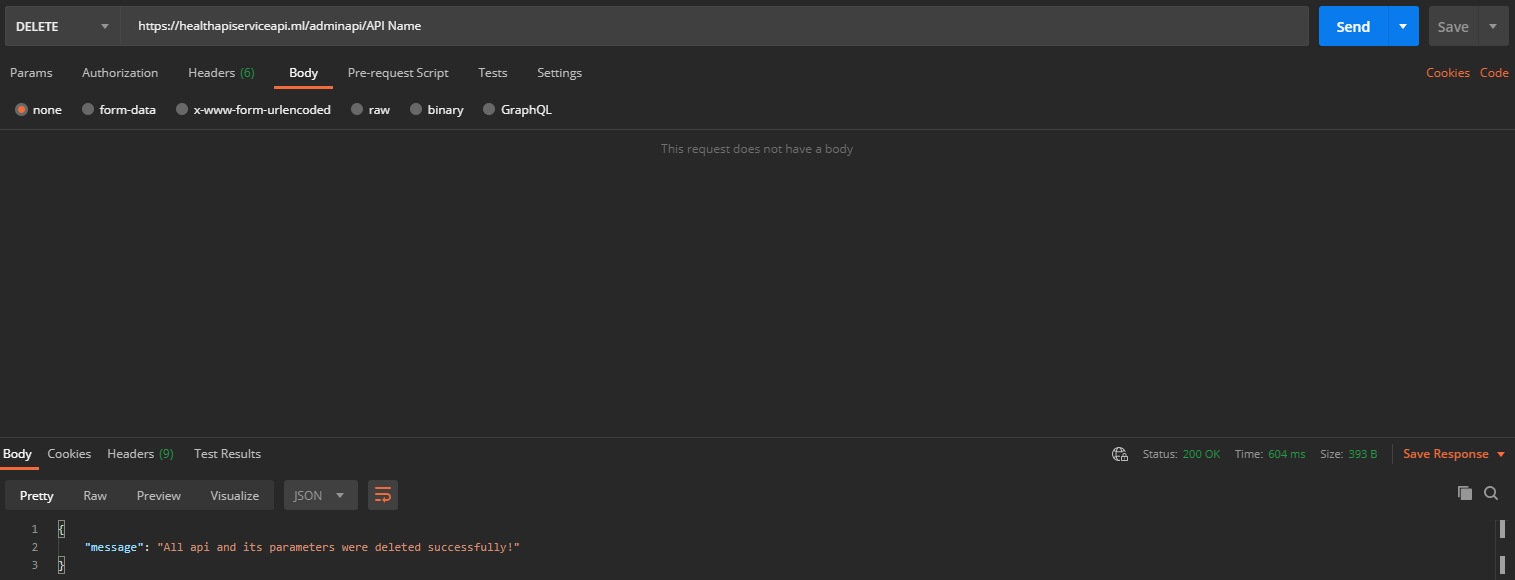 DELETE https://healthapiserviceapi.ml/adminapi/API Name Send Save
Params Authorization Headers (6) Body Pre-request Script Tests Settings Cookies Code
none form-data x-www-form-urlencoded raw binary GraphQL
This request does not have a body
Body Cookies Headers (9) Test Results Status: 200 OK Time: 604 ms Size: 393 B Save Response
Pretty Raw Preview Visualize JSON
1 {
2 "message": "All api and its parameters were deleted successfully!"
3 }